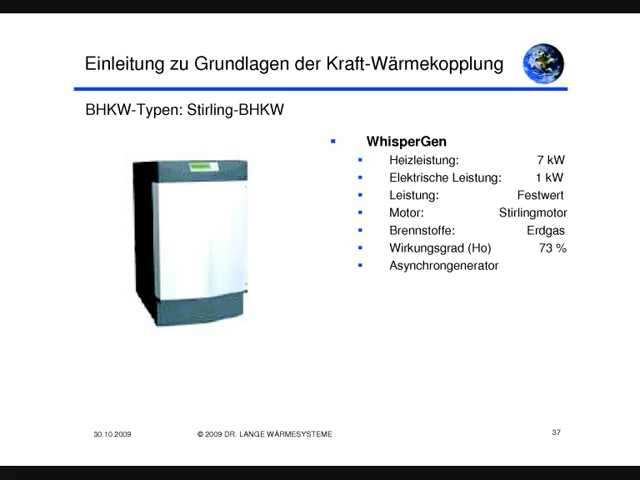 Einleitung zu Grundlagen der Kraft-Wärmekopplung
BHKW-Typen: Stirling-BHKW
WhisperGen
Heizleistung: 7 kW
Elektrische Leistung: 1 kW
Leistung: Festwert
Motor: Stirlingmotor
Brennstoffe: Erdgas
Wirkungsgrad (Ho) 73 %
Asynchrongenerator
30.10.2009 © 2009 DR. LANGE WÄRMESYSTEME 37